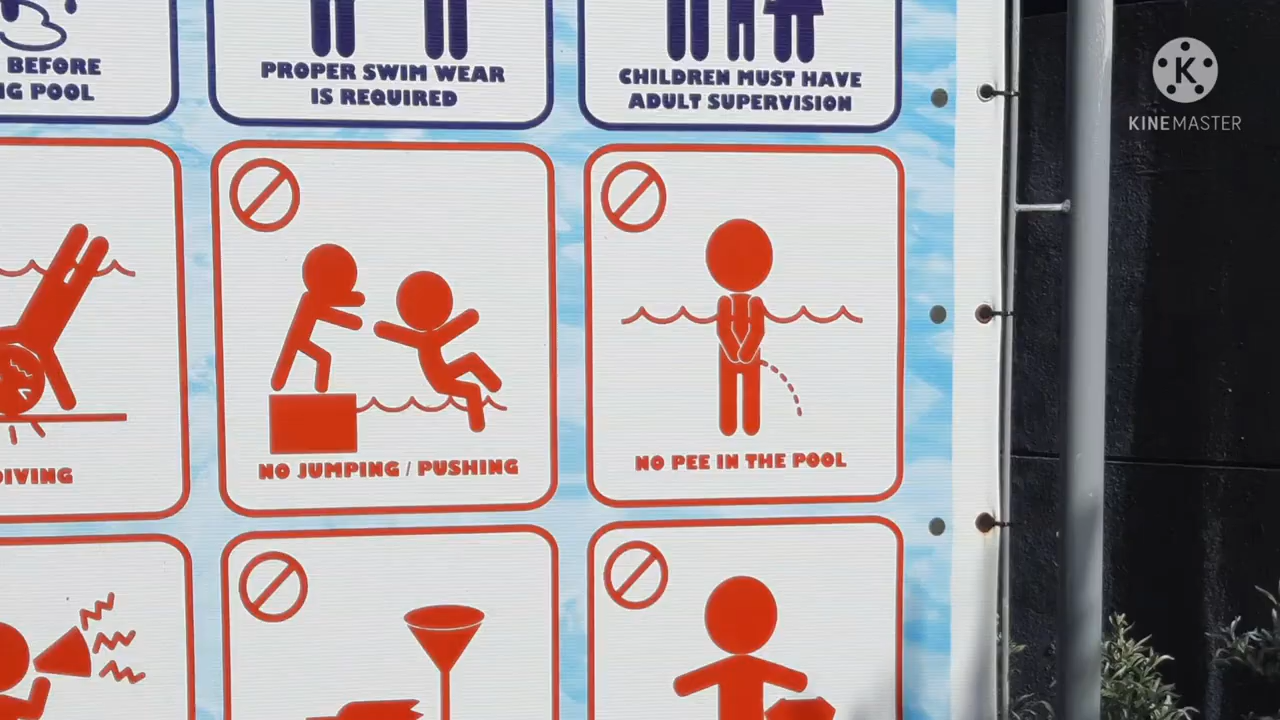 BEFORE
G POOL
PROPER SWIM WEAR
IS REQUIRED
CHILDREN MUST HAVE
ADULT SUPERVISION
K
KINEMASTER
DIVING
NO JUMPING / PUSHING
NO PEE IN THE POOL